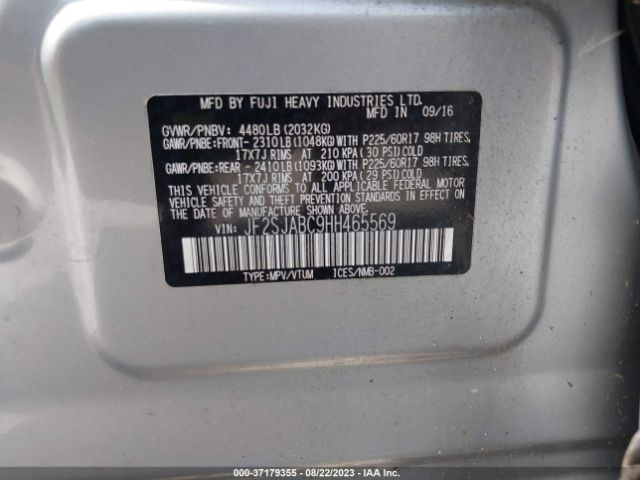 MFD BY FUJI HEAVY INDUSTRIES LTD.
MFD IN 09/16
GVWR/PNBV: 4480LB(2032KG)
GAWR/PNBE:FRONT- 2310LB(1048KG)WITH P225/60R17 98H TIRES,
17X7J RIMS AT 210 KPA(30 PSI)COLD
GAWR/PNBE:REAR - 2410LB(1093KG)WITH P225/60R17 98H TIRES,
17X7J RIMS AT 200 KPA(29 PSI)COLD
THIS VEHICLE CONFORMS TO ALL APPLICABLE FEDERAL MOTOR
VEHICLE SAFETY AND THEFT PREVENTION STANDARDS IN EFFECT ON
THE DATE OF MANUFACTURE SHOWN ABOVE.
VIN: JF2SJABC9HH465569
TYPE:MPV/VTUM ICES/NMB-002
000-37179355 - 08/22/2023 - IAA Inc.